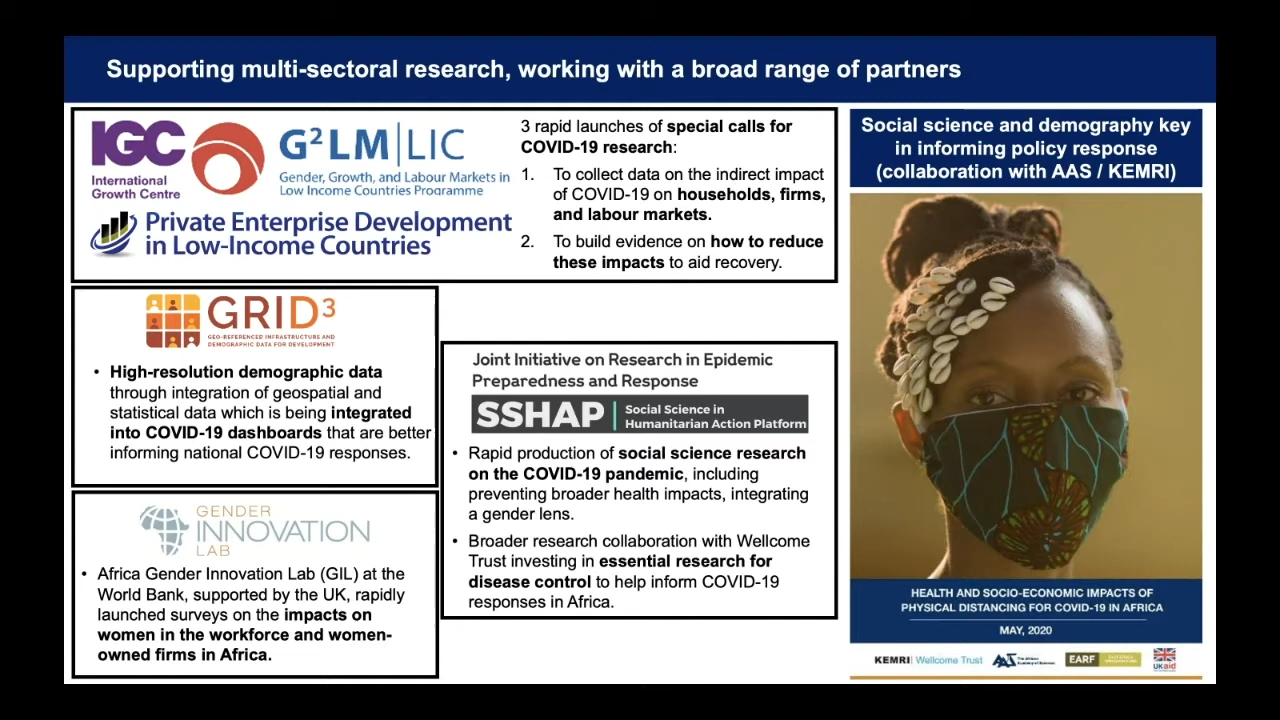 Supporting multi-sectoral research, working with a broad range of partners
IGC
International
Growth Centre
G²LM|LIC
Gender, Growth, and Labour Markets in
Low Income Countries Programme
Private Enterprise Development
in Low-Income Countries
3 rapid launches of special calls for
COVID-19 research:
1. To collect data on the indirect impact
of COVID-19 on households, firms,
and labour markets.
2. To build evidence on how to reduce
these impacts to aid recovery.
GRID³
GEO-REFERENCED INFRASTRUCTURE AND
DEMOGRAPHIC DATA FOR DEVELOPMENT
• High-resolution demographic data
through integration of geospatial and
statistical data which is being integrated
into COVID-19 dashboards that are better
informing national COVID-19 responses.
GENDER
INNOVATION
LAB
• Africa Gender Innovation Lab (GIL) at the
World Bank, supported by the UK, rapidly
launched surveys on the impacts on
women in the workforce and women-
owned firms in Africa.
Joint Initiative on Research in Epidemic
Preparedness and Response
SSHAP
Social Science in
Humanitarian Action Platform
• Rapid production of social science research
on the COVID-19 pandemic, including
preventing broader health impacts, integrating
a gender lens.
• Broader research collaboration with Wellcome
Trust investing in essential research for
disease control to help inform COVID-19
responses in Africa.
Social science and demography key
in informing policy response
(collaboration with AAS / KEMRI)
HEALTH AND SOCIO-ECONOMIC IMPACTS OF
PHYSICAL DISTANCING FOR COVID-19 IN AFRICA
MAY, 2020
KEMRI | Wellcome Trust
AAS The African
Academy of Sciences
EARF
UKaid